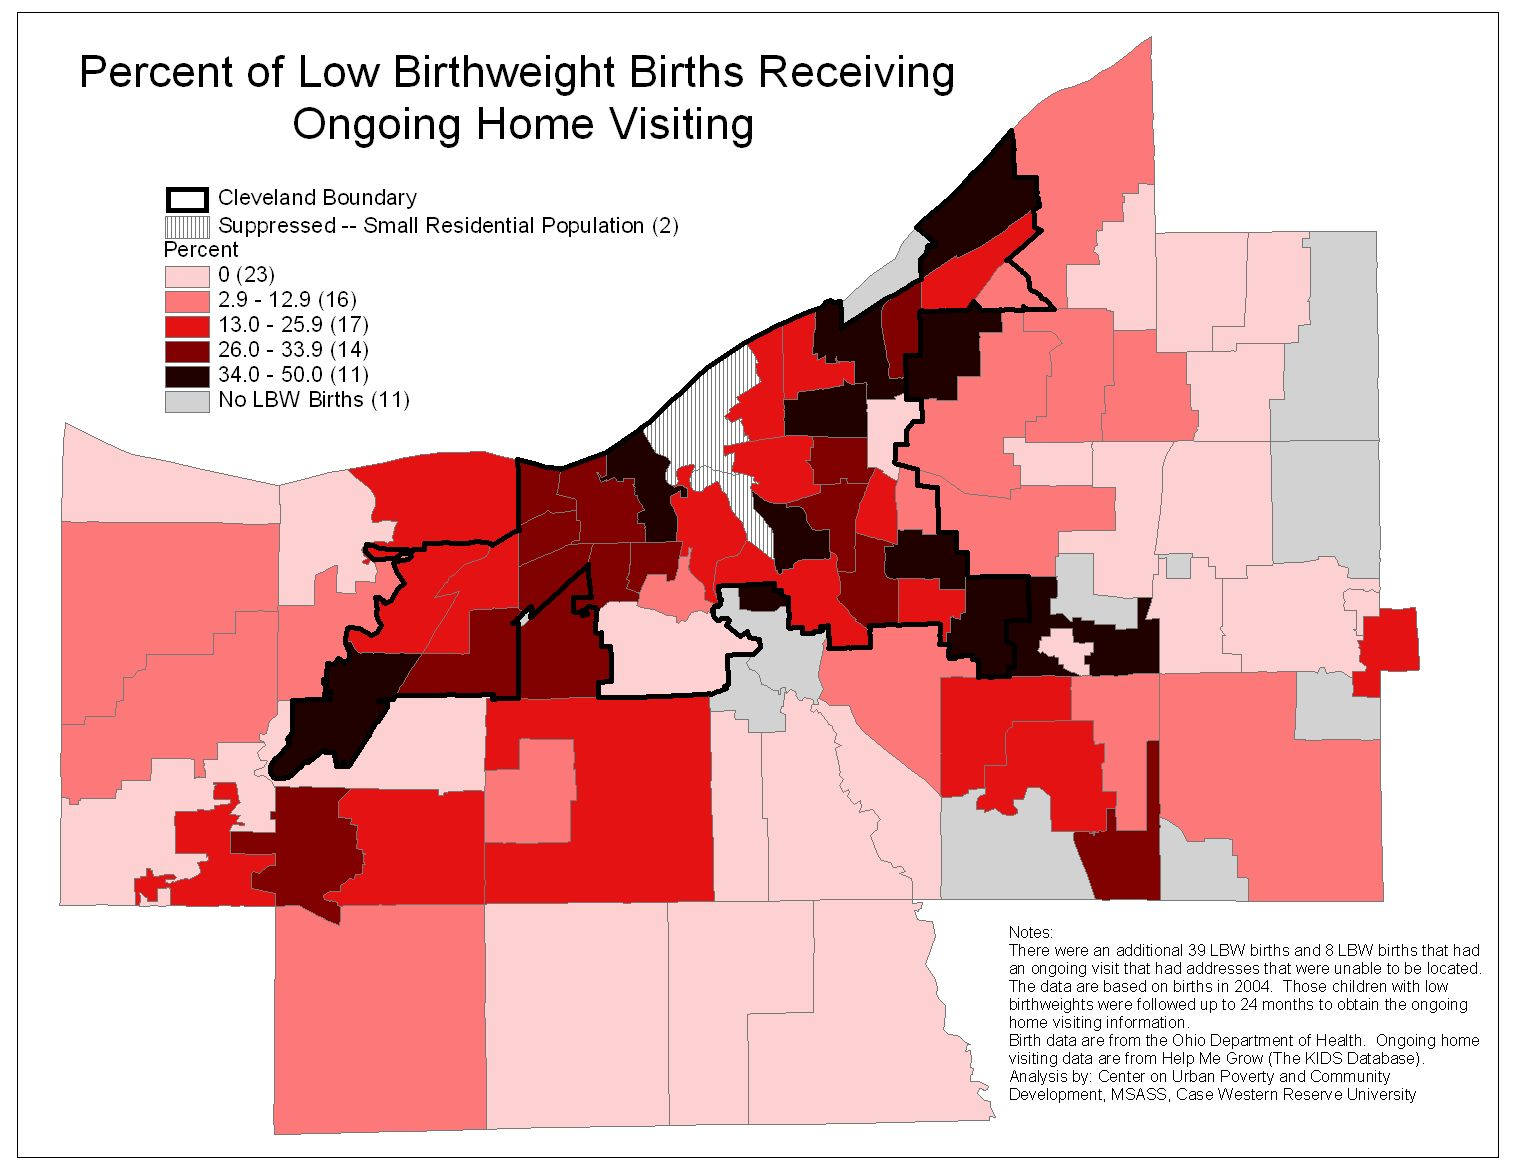 Percent of Low Birthweight Births Receiving
Ongoing Home Visiting
Cleveland Boundary
Suppressed -- Small Residential Population (2)
Percent
0 (23)
2.9 - 12.9 (16)
13.0 - 25.9 (17)
26.0 - 33.9 (14)
34.0 - 50.0 (11)
No LBW Births (11)
Notes:
There were an additional 39 LBW births and 8 LBW births that had
an ongoing visit that had addresses that were unable to be located.
The data are based on births in 2004. Those children with low
birthweights were followed up to 24 months to obtain the ongoing
home visiting information.
Birth data are from the Ohio Department of Health. Ongoing home
visiting data are from Help Me Grow (The KIDS Database).
Analysis by: Center on Urban Poverty and Community
Development, MSASS, Case Western Reserve University